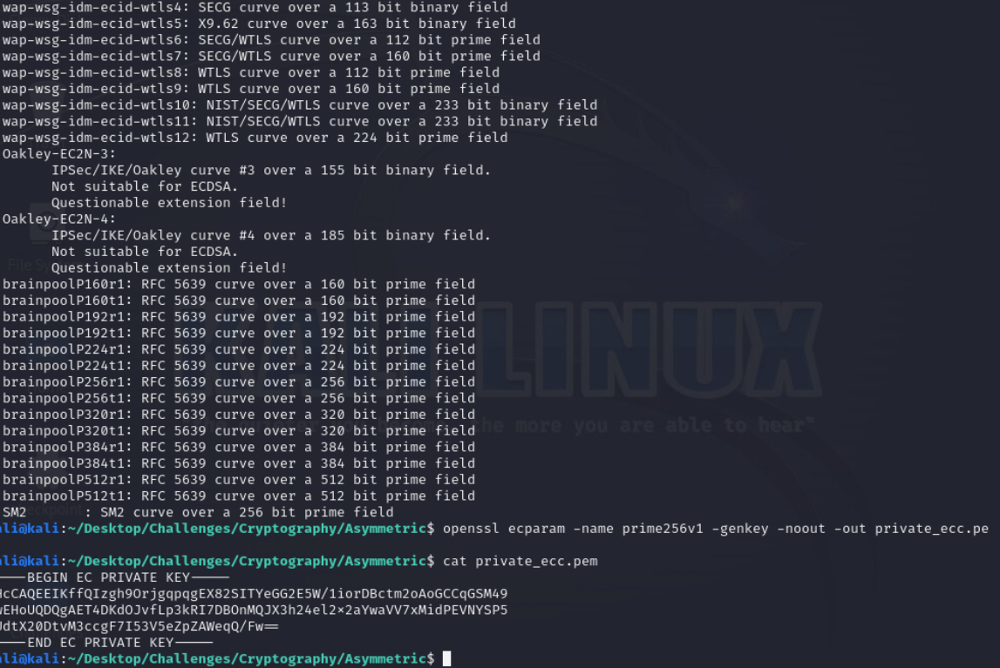 wap-wsg-idm-ecid-wtls4: SECG curve over a 113 bit binary field
wap-wsg-idm-ecid-wtls5: X9.62 curve over a 163 bit binary field
wap-wsg-idm-ecid-wtls6: SECG/WTLS curve over a 112 bit prime field
wap-wsg-idm-ecid-wtls7: SECG/WTLS curve over a 160 bit prime field
wap-wsg-idm-ecid-wtls8: WTLS curve over a 112 bit prime field
wap-wsg-idm-ecid-wtls9: WTLS curve over a 160 bit prime field
wap-wsg-idm-ecid-wtls10: NIST/SECG/WTLS curve over a 233 bit binary field
wap-wsg-idm-ecid-wtls11: NIST/SECG/WTLS curve over a 233 bit binary field
wap-wsg-idm-ecid-wtls12: WTLS curve over a 224 bit prime field
Oakley-EC2N-3:
IPSec/IKE/Oakley curve #3 over a 155 bit binary field.
Not suitable for ECDSA.
Questionable extension field!
Oakley-EC2N-4:
IPSec/IKE/Oakley curve #4 over a 185 bit binary field.
Not suitable for ECDSA.
Questionable extension field!
brainpoolP160r1: RFC 5639 curve over a 160 bit prime field
brainpoolP160t1: RFC 5639 curve over a 160 bit prime field
brainpoolP192r1: RFC 5639 curve over a 192 bit prime field
brainpoolP192t1: RFC 5639 curve over a 192 bit prime field
brainpoolP224r1: RFC 5639 curve over a 224 bit prime field
brainpoolP224t1: RFC 5639 curve over a 224 bit prime field
brainpoolP256r1: RFC 5639 curve over a 256 bit prime field
brainpoolP256t1: RFC 5639 curve over a 256 bit prime field
brainpoolP320r1: RFC 5639 curve over a 320 bit prime field
brainpoolP320t1: RFC 5639 curve over a 320 bit prime field
brainpoolP384r1: RFC 5639 curve over a 384 bit prime field
brainpoolP384t1: RFC 5639 curve over a 384 bit prime field
brainpoolP512r1: RFC 5639 curve over a 512 bit prime field
brainpoolP512t1: RFC 5639 curve over a 512 bit prime field
SM2 : SM2 curve over a 256 bit prime field
ali@kali:~/Desktop/Challenges/Cryptography/Asymmetric$ openssl ecparam -name prime256v1 -genkey -noout -out private_ecc.pe
ali@kali:~/Desktop/Challenges/Cryptography/Asymmetric$ cat private_ecc.pem
-----BEGIN EC PRIVATE KEY-----
HcCAQEEIKffQIzgh9OrjgqpqgEX82SITYeGG2E5W/1iorDBctm2oAoGCCqGSM49
wEHoUQDQgAET4DKdOJvfLp3kRI7DBOnMQJX3h24el2x2aYwaVV7xMidPEVNYSP5
JdtX20DtvM3ccgF7I53V5eZpZAWeqQ/Fw==
-----END EC PRIVATE KEY-----
ali@kali:~/Desktop/Challenges/Cryptography/Asymmetric$
KALI LINUX
the more you are able to hear"